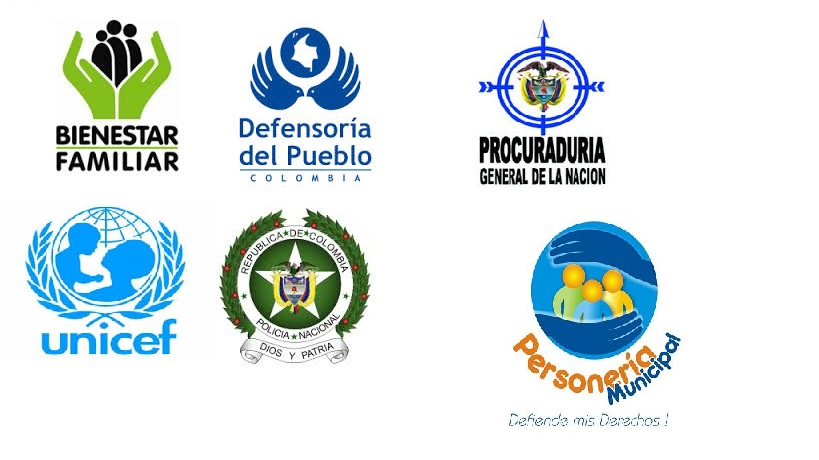 BIENESTAR
FAMILIAR
Defensoría
del Pueblo
COLOMBIA
PROCURADURIA
GENERAL DE LA NACION
unicef
REPUBLICA★DE★COLOMBIA
POLICIA★NACIONAL
DIOS Y PATRIA
Personería
Municipal
Defiende mis Derechos !